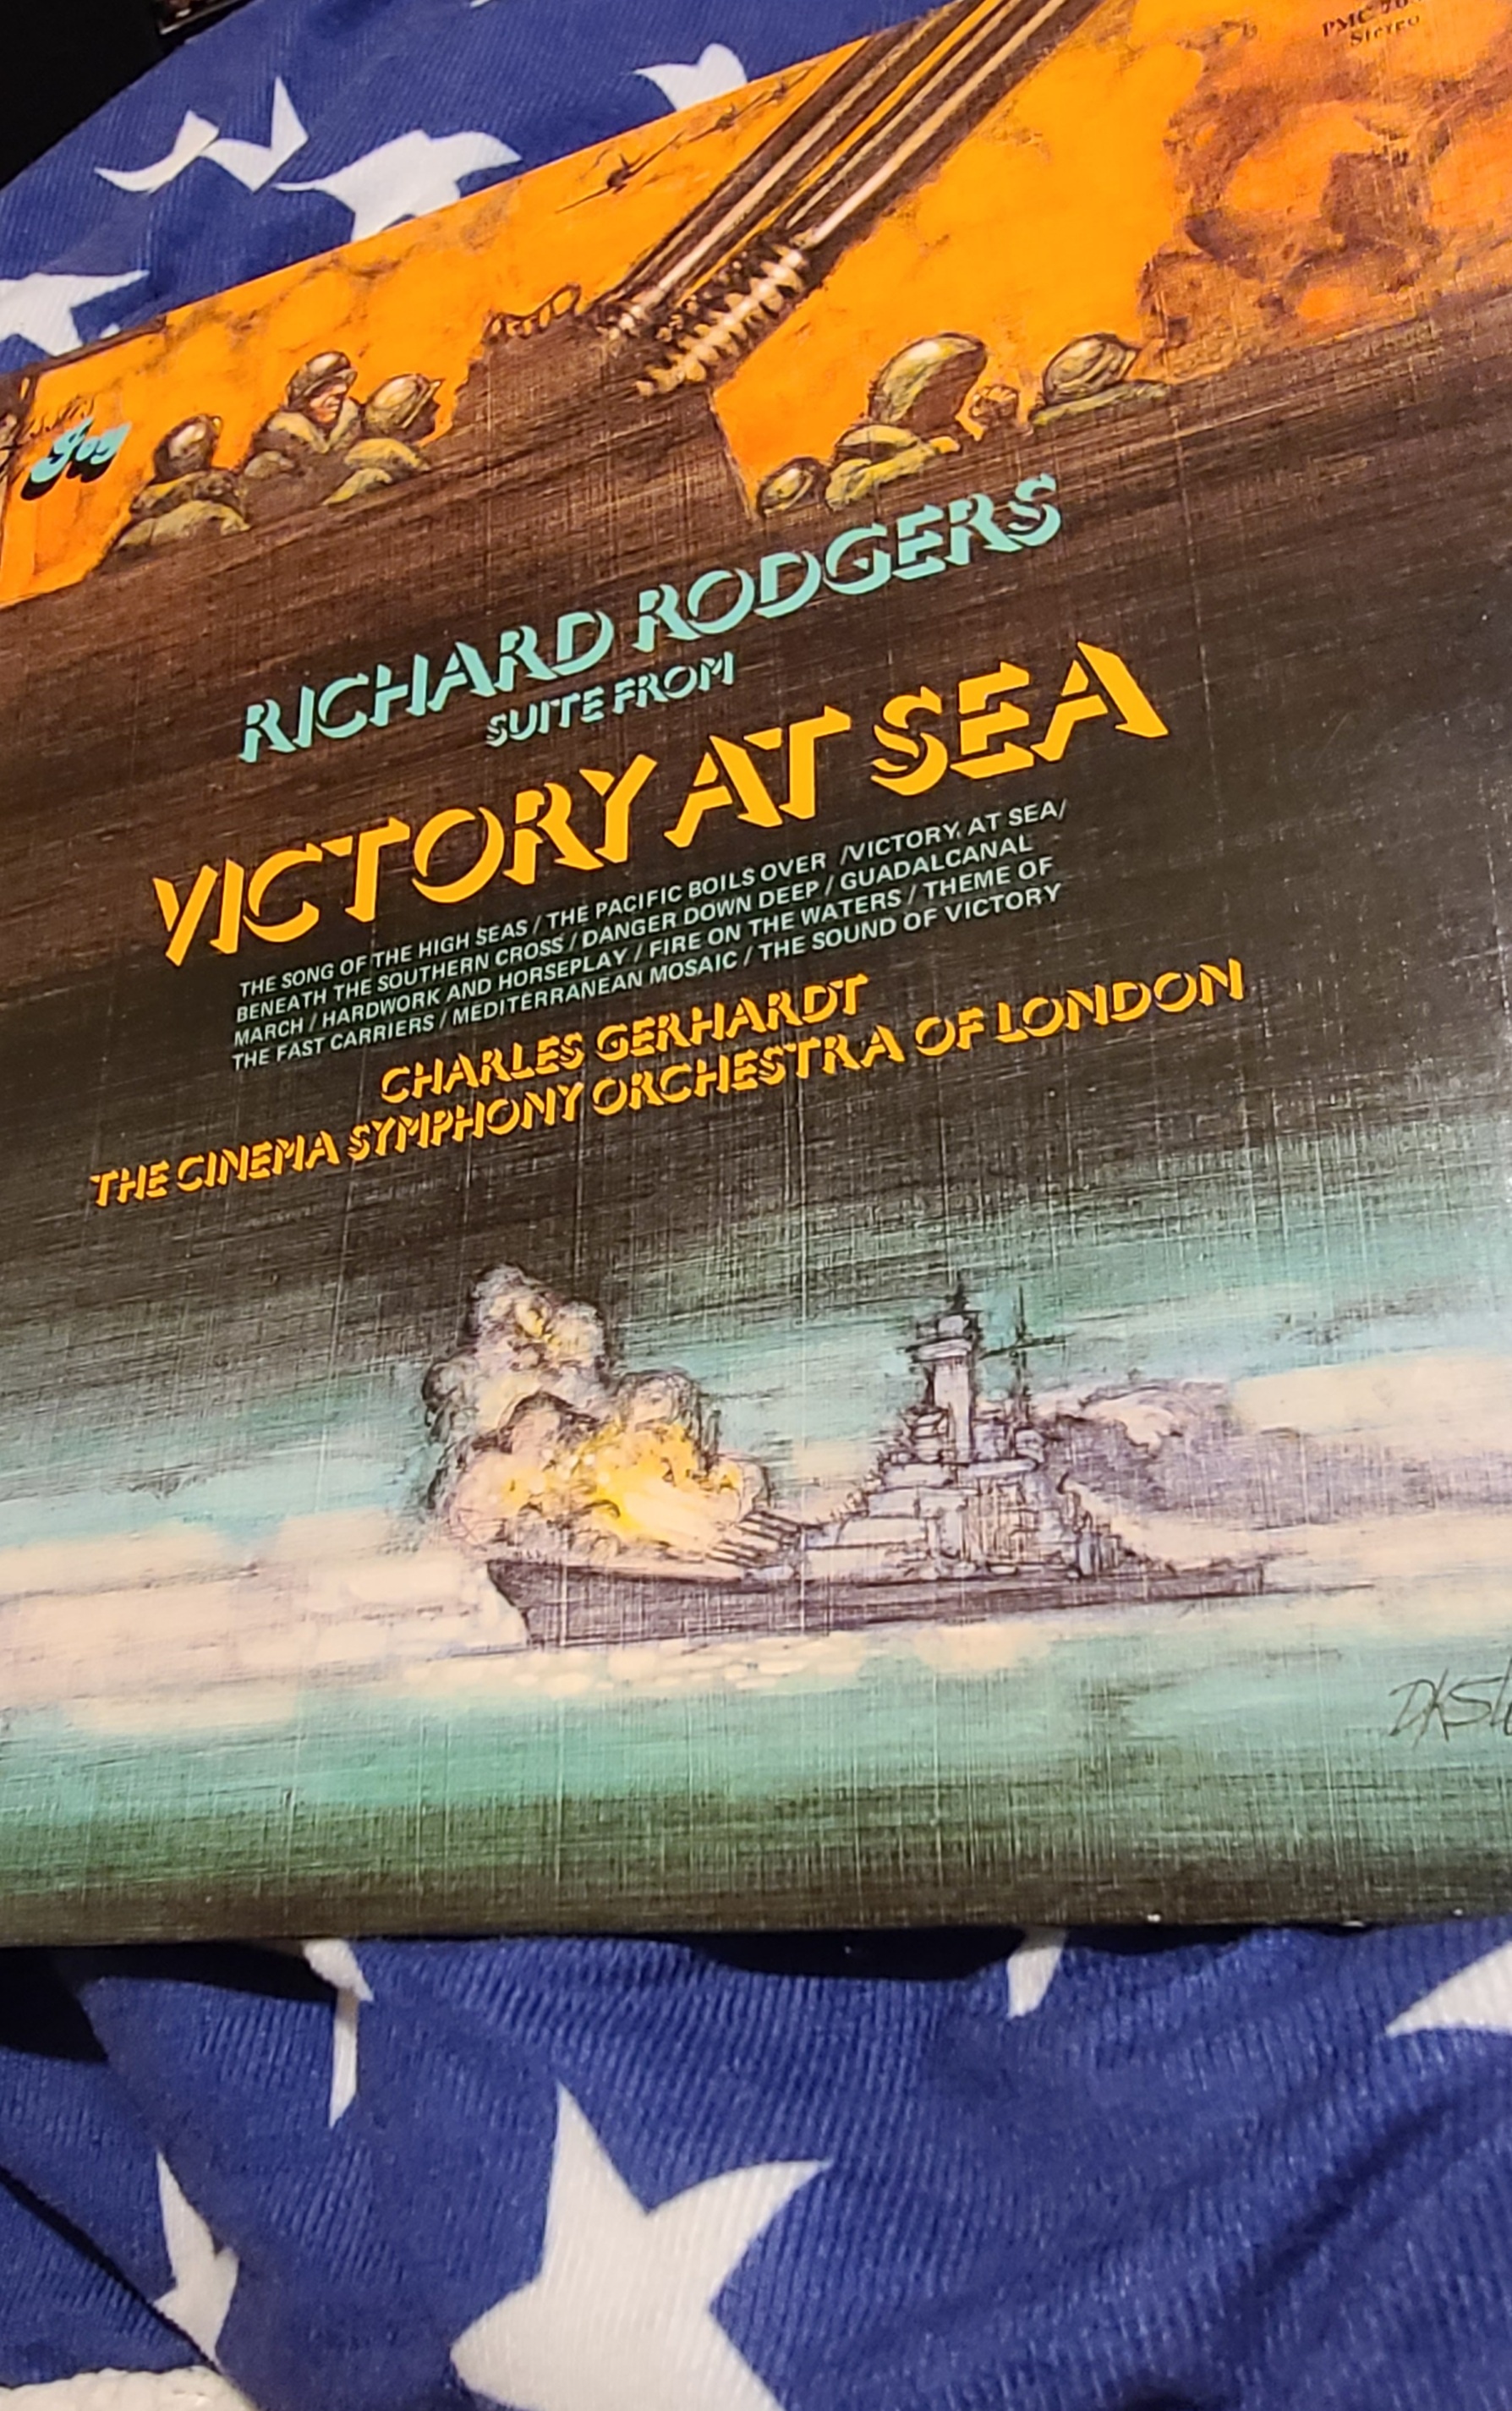 PMC
Stereo
Joy
RICHARD RODGERS
SUITE FROM
VICTORY AT SEA
THE SONG OF THE HIGH SEAS / THE PACIFIC BOILS OVER /VICTORY AT SEA/
BENEATH THE SOUTHERN CROSS / DANGER DOWN DEEP / GUADALCANAL
MARCH / HARDWORK AND HORSEPLAY / FIRE ON THE WATERS / THEME OF
THE FAST CARRIERS / MEDITERRANEAN MOSAIC / THE SOUND OF VICTORY
CHARLES GERHARDT
THE CINEMA SYMPHONY ORCHESTRA OF LONDON